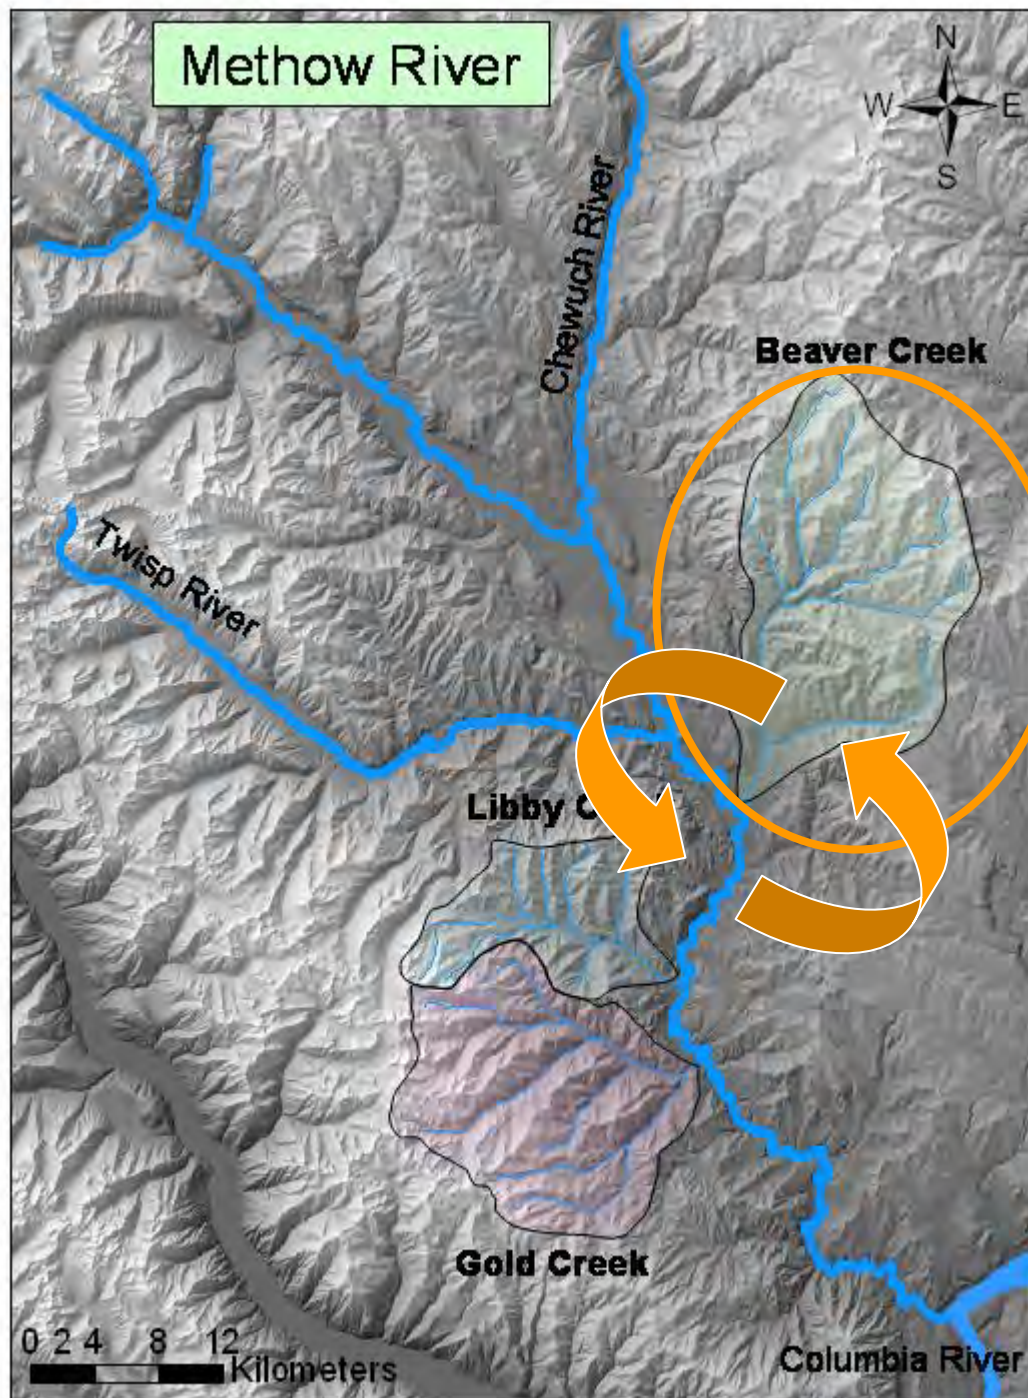 Methow River
N
W E
S
Chewuch River
Beaver Creek
Twisp River
Libby
Gold Creek
0 2 4 8 12
Kilometers
Columbia River